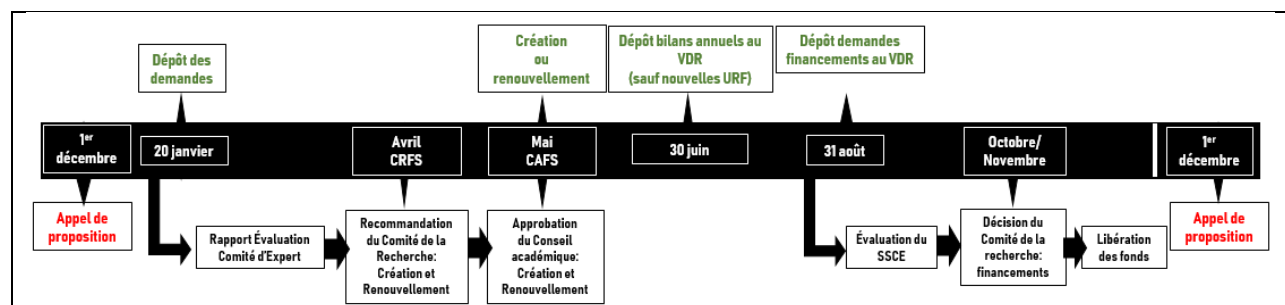 Dépôt des
demandes
Création
ou
renouvellement
Dépôt bilans annuels au
VDR
(sauf nouvelles URF)
Dépôt demandes
financements au VDR
1er
décembre
20 janvier
Avril
CRFS
Mai
CAFS
30 juin
31 août
Octobre/
Novembre
1er
décembre
Appel de
proposition
Rapport Évaluation
Comité d'Expert
Recommandation
du Comité de la
Recherche:
Création et
Renouvellement
Approbation
du Conseil
académique:
Création et
Renouvellement
Évaluation du
SSCE
Décision du
Comité de la
recherche:
financements
Libération
des fonds
Appel de
proposition